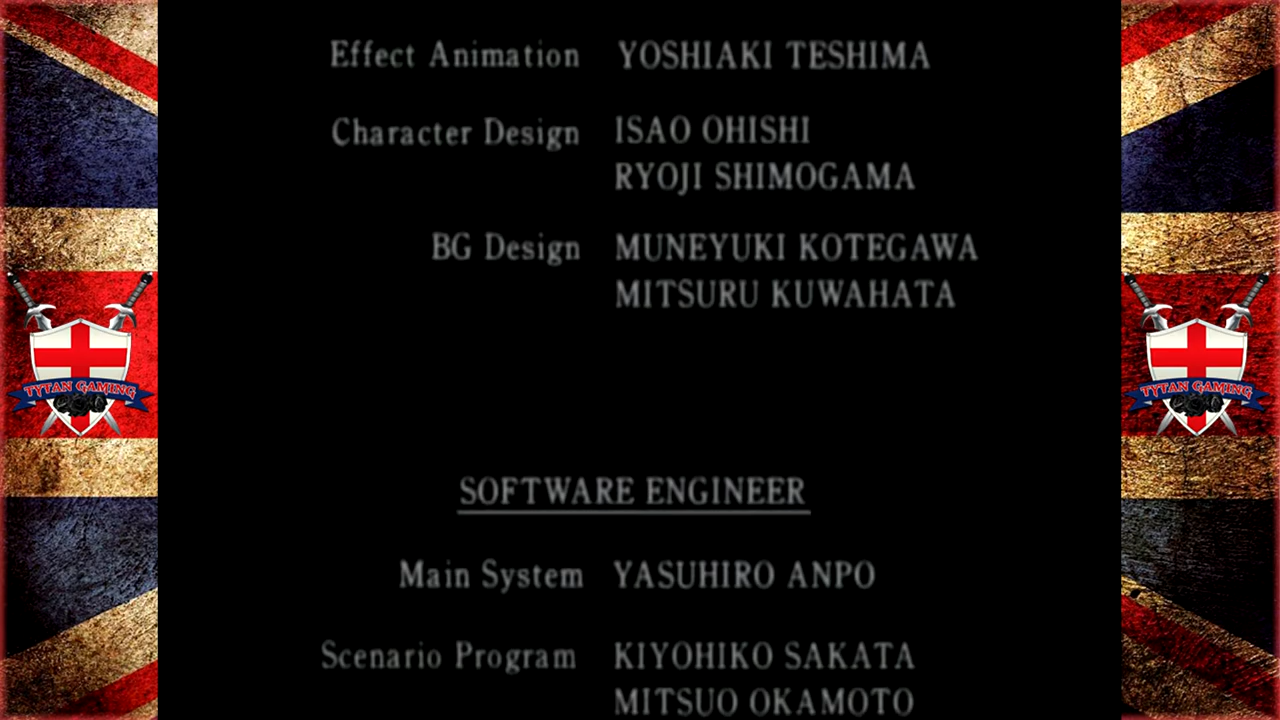 Effect Animation YOSHIAKI TESHIMA
Character Design ISAO OHISHI
RYOJI SHIMOGAMA
BG Design MUNEYUKI KOTEGAWA
MITSURU KUWAHATA
TYTAN GAMING
TYTAN GAMING
SOFTWARE ENGINEER
Main System YASUHIRO ANPO
Scenario Program KIYOHIKO SAKATA
MITSUO OKAMOTO